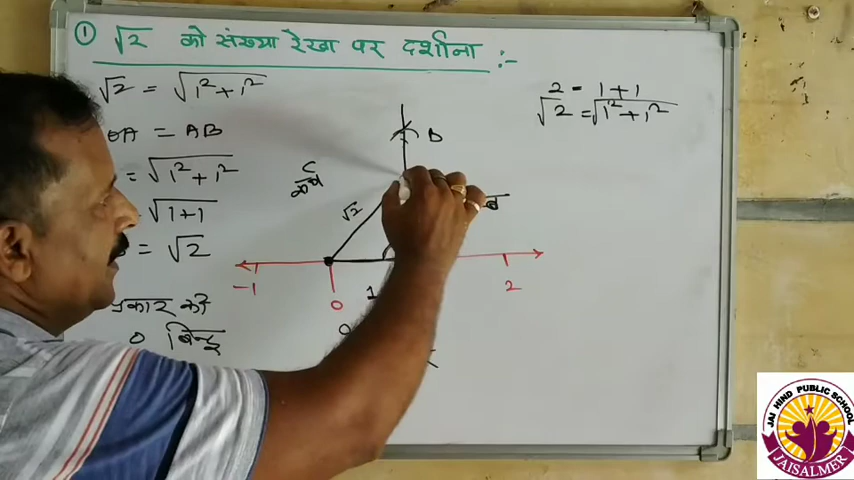 ① √2 को संख्या रेखा पर दर्शाना :-
√2 = √1²+1²
OA = AB
= √1²+1²
= √1+1
= √2
प्रकार की
0 बिन्दू
2 = 1+1
√2 = √1²+1²
B
C
√2
-1
0
1
2
JAI HIND PUBLIC SCHOOL
JAISALMER